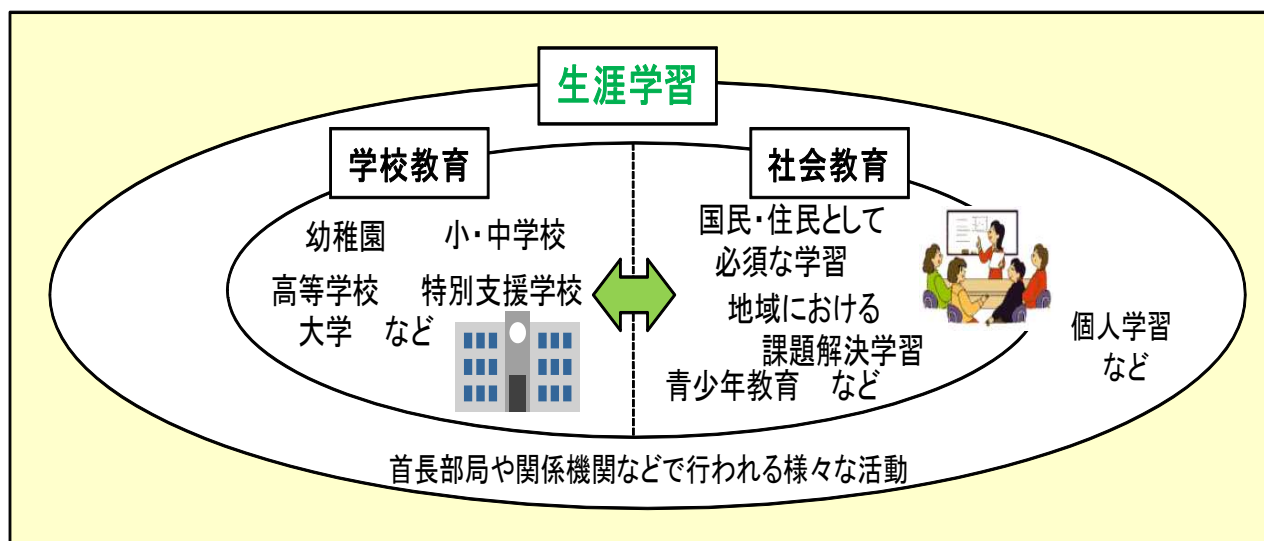 生涯学習
学校教育
幼稚園 小・中学校
高等学校 特別支援学校
大学 など
社会教育
国民・住民として
必須な学習
地域における
課題解決学習
青少年教育 など
個人学習
など
首長部局や関係機関などで行われる様々な活動